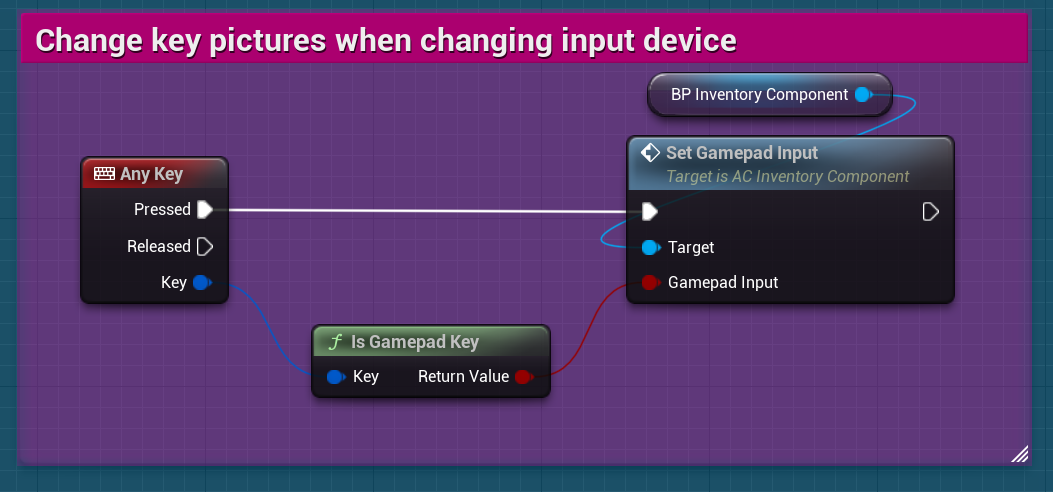 Change key pictures when changing input device
BP Inventory Component
Any Key
Pressed
Released
Key
Set Gamepad Input
Target is AC Inventory Component
Target
Gamepad Input
Is Gamepad Key
Key Return Value